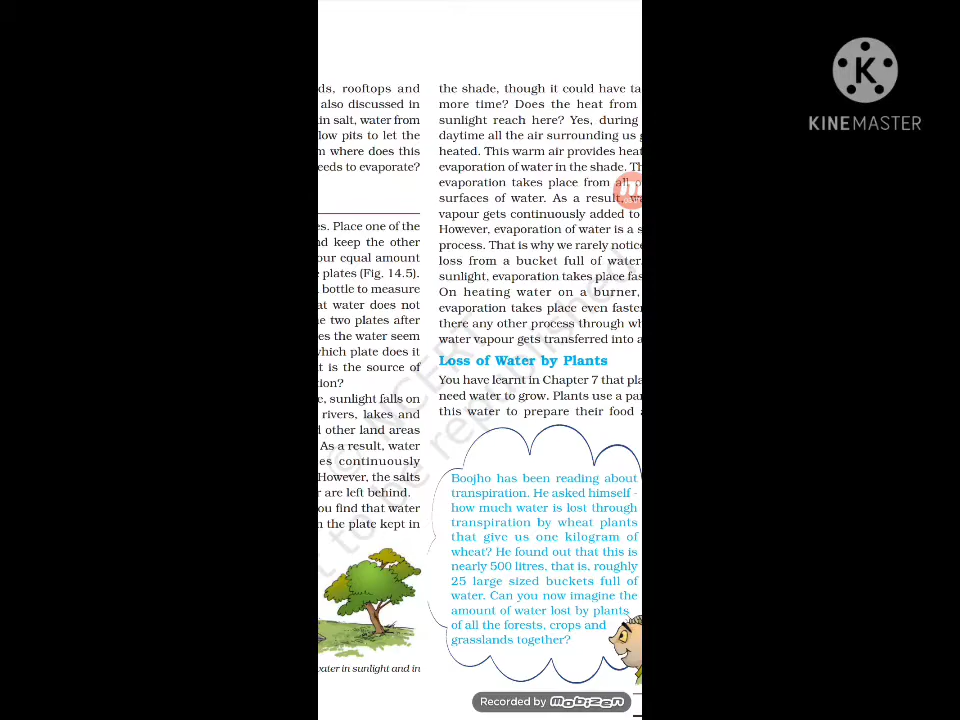 ds, rooftops and
also discussed in
in salt, water from
low pits to let the
m where does this
eeds to evaporate?
es. Place one of the
nd keep the other
our equal amount
e plates (Fig. 14.5).
bottle to measure
at water does not
he two plates after
es the water seem
which plate does it
t is the source of
tion?
c, sunlight falls on
rivers, lakes and
d other land areas
As a result, water
es continuously
However, the salts
r are left behind.
ou find that water
n the plate kept in
water in sunlight and in
the shade, though it could have ta
more time? Does the heat from
sunlight reach here? Yes, during
daytime all the air surrounding us g
heated. This warm air provides heat
evaporation of water in the shade. Th
evaporation takes place from all o
surfaces of water. As a result, wa
vapour gets continuously added to
However, evaporation of water is a s
process. That is why we rarely notice
loss from a bucket full of water.
sunlight, evaporation takes place fas
On heating water on a burner,
evaporation takes place even faster
there any other process through wh
water vapour gets transferred into a
Loss of Water by Plants
You have learnt in Chapter 7 that pla
need water to grow. Plants use a par
this water to prepare their food a
Boojho has been reading about
transpiration. He asked himself -
how much water is lost through
transpiration by wheat plants
that give us one kilogram of
wheat? He found out that this is
nearly 500 litres, that is, roughly
25 large sized buckets full of
water. Can you now imagine the
amount of water lost by plants
of all the forests, crops and
grasslands together?
© NCERT
t to be republished
KINEMASTER
Recorded by mobizen